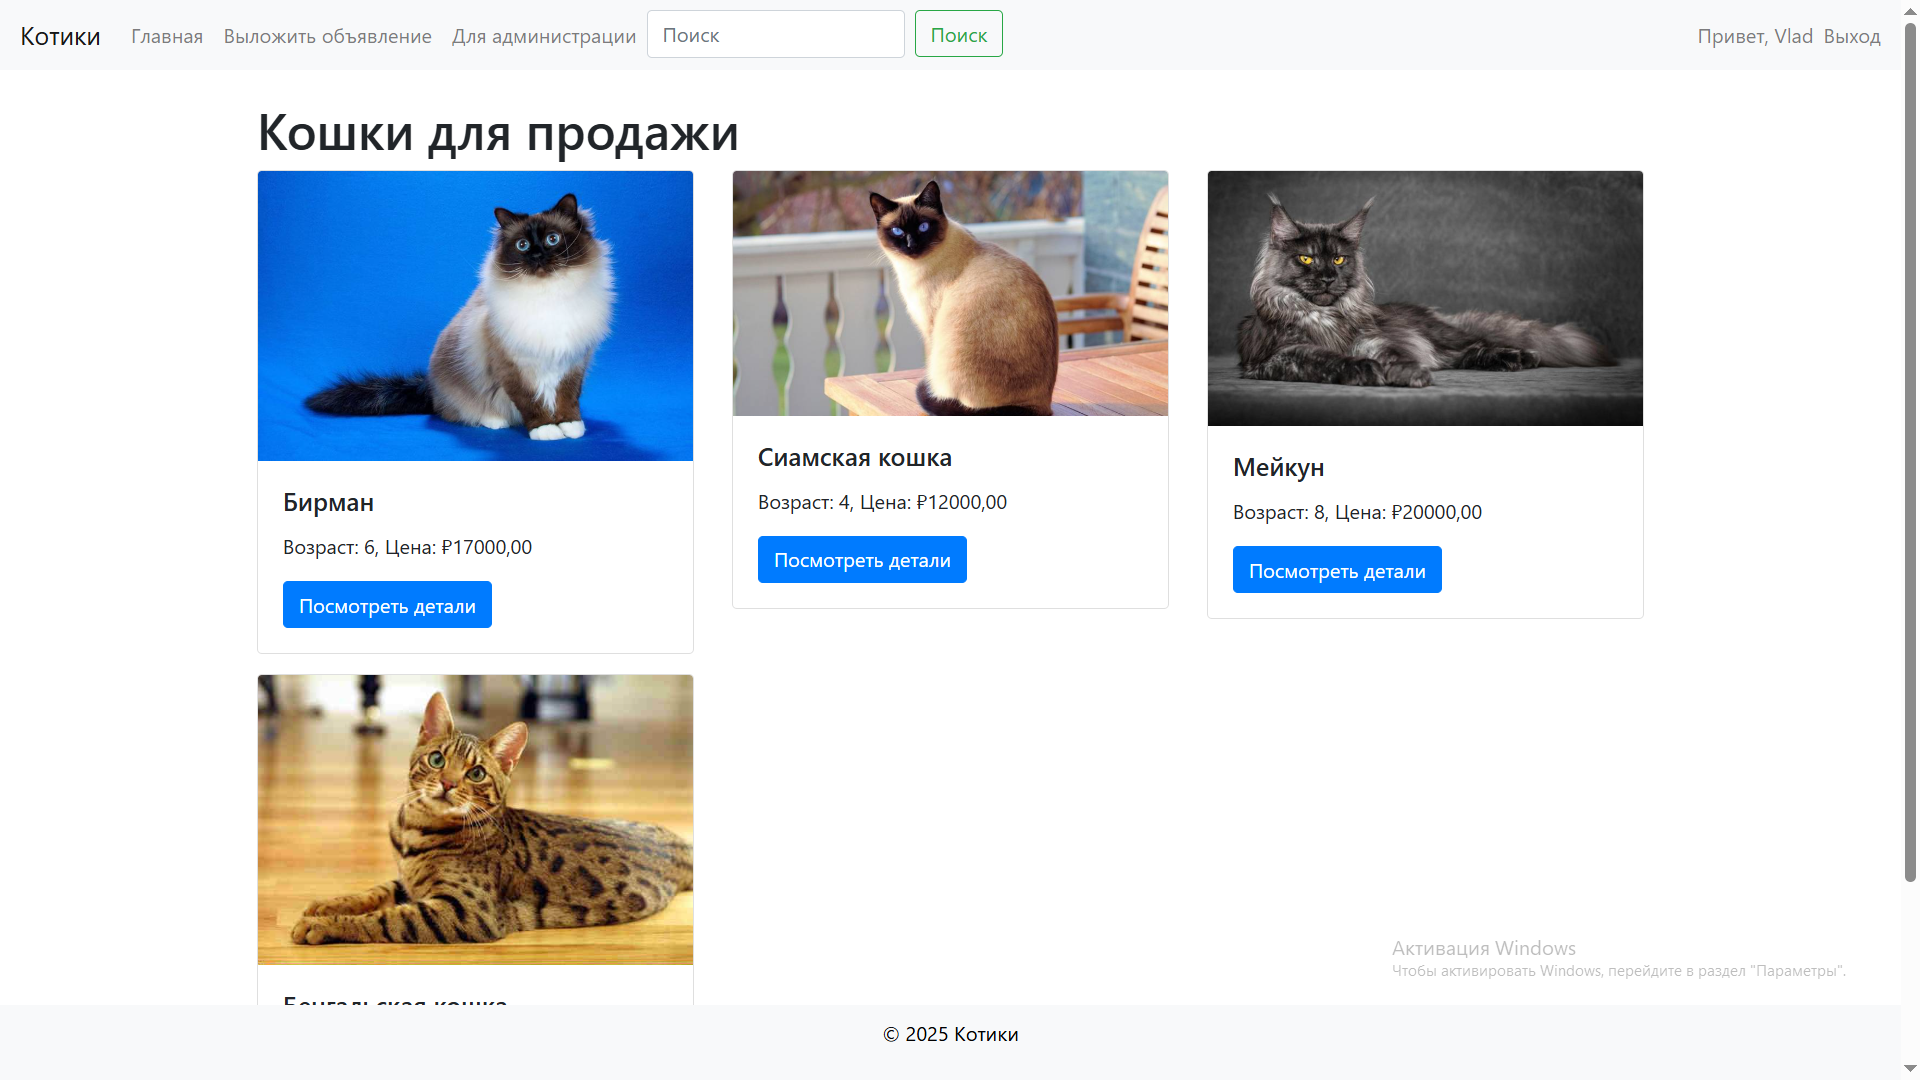 Котики Главная Выложить объявление Для администрации Поиск Поиск Привет, Vlad Выход
Кошки для продажи
Бирман
Возраст: 6, Цена: ₽17000,00
Посмотреть детали
Сиамская кошка
Возраст: 4, Цена: ₽12000,00
Посмотреть детали
Мейкун
Возраст: 8, Цена: ₽20000,00
Посмотреть детали
Бенгальская кошка
Активация Windows
Чтобы активировать Windows, перейдите в раздел "Параметры".
© 2025 Котики